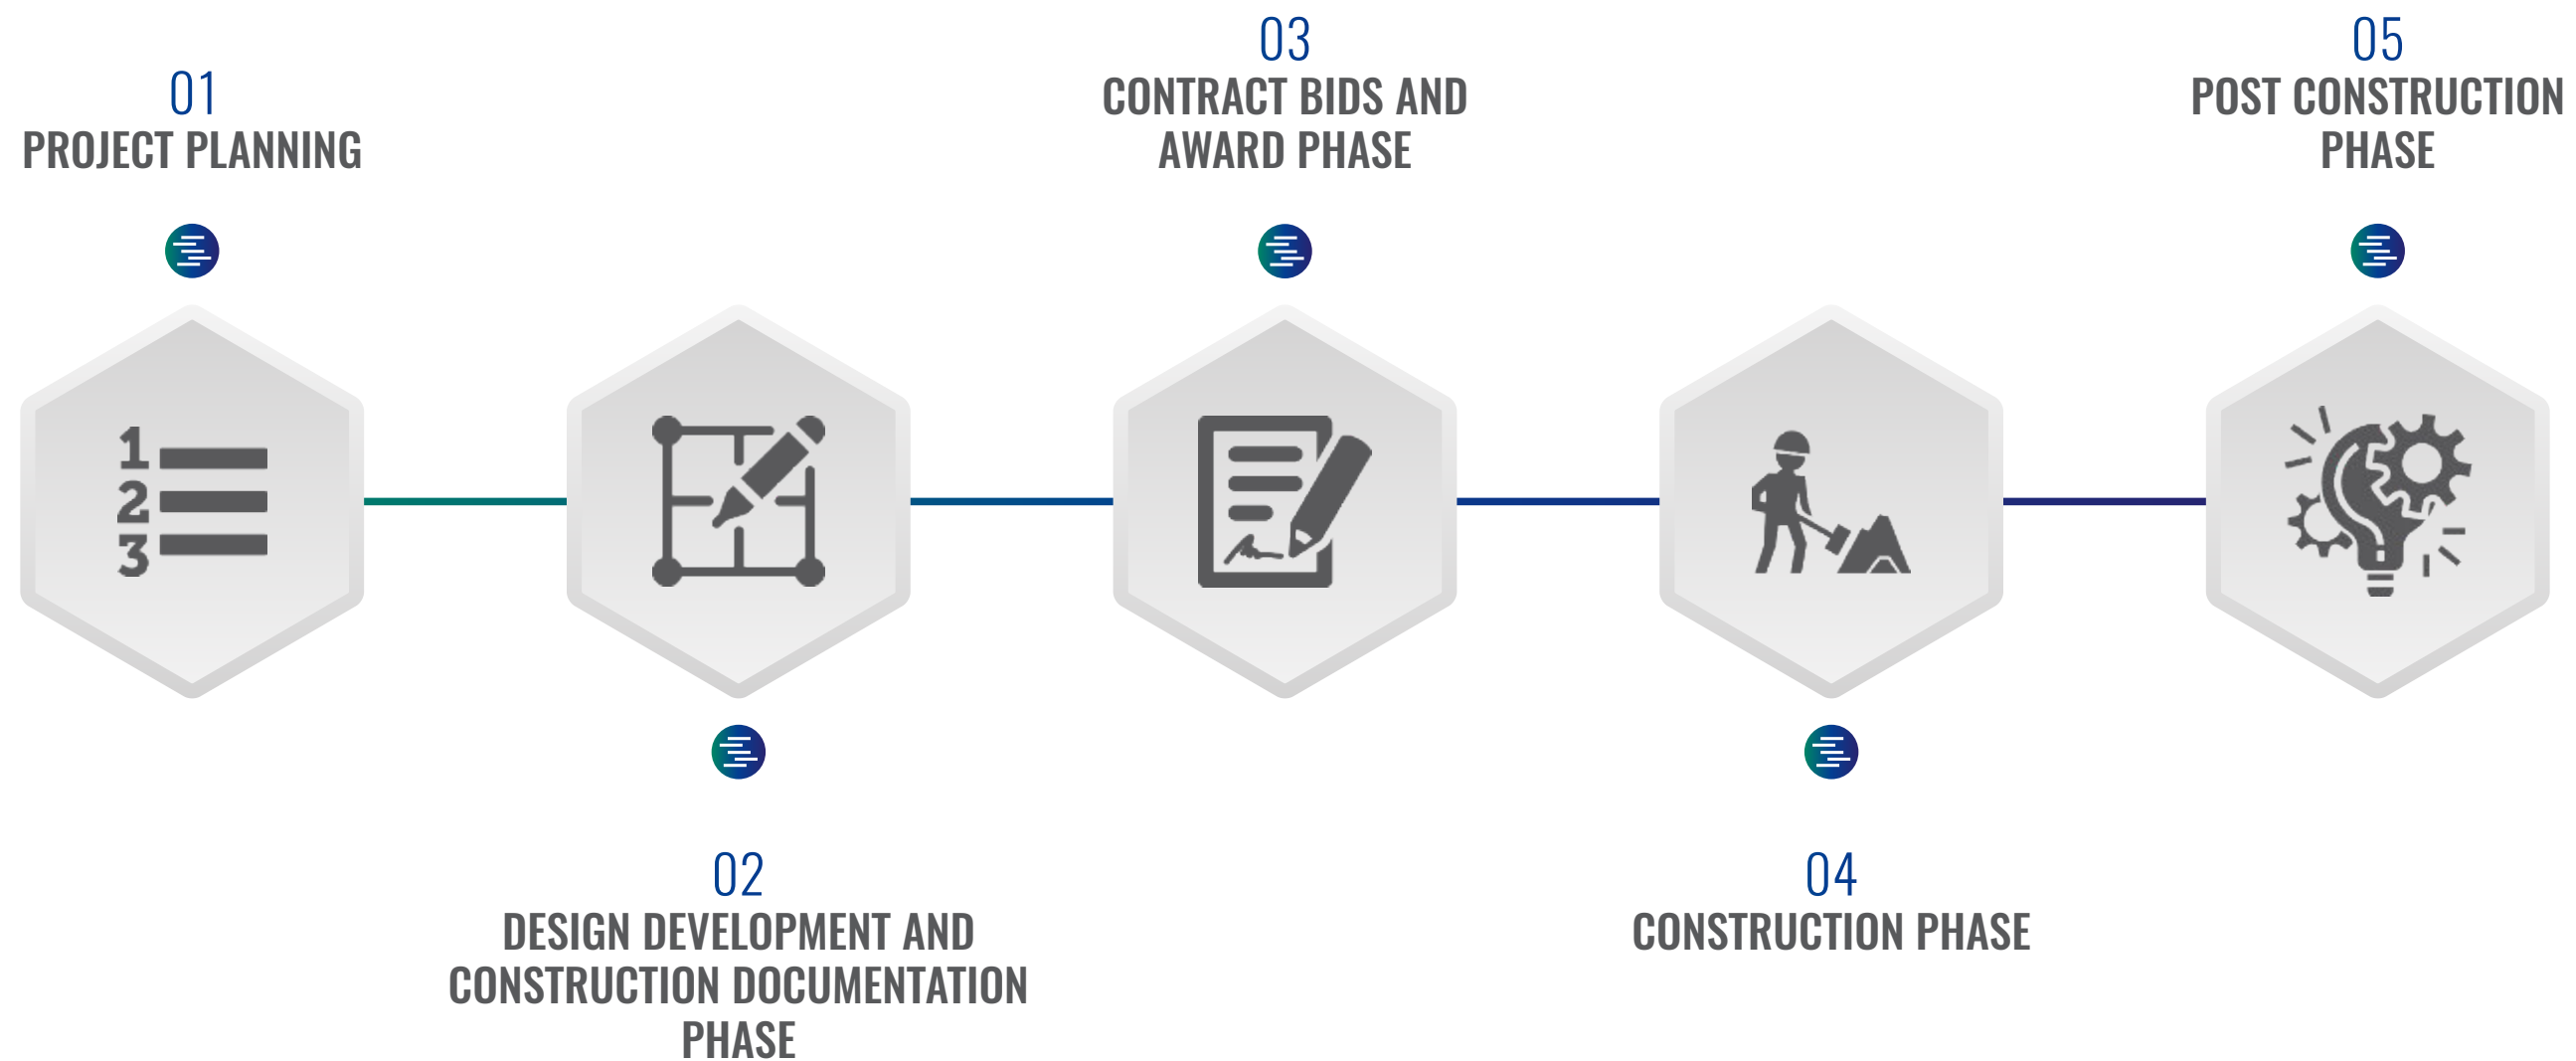 01
PROJECT PLANNING
1
2
3
02
DESIGN DEVELOPMENT AND
CONSTRUCTION DOCUMENTATION
PHASE
03
CONTRACT BIDS AND
AWARD PHASE
04
CONSTRUCTION PHASE
05
POST CONSTRUCTION
PHASE